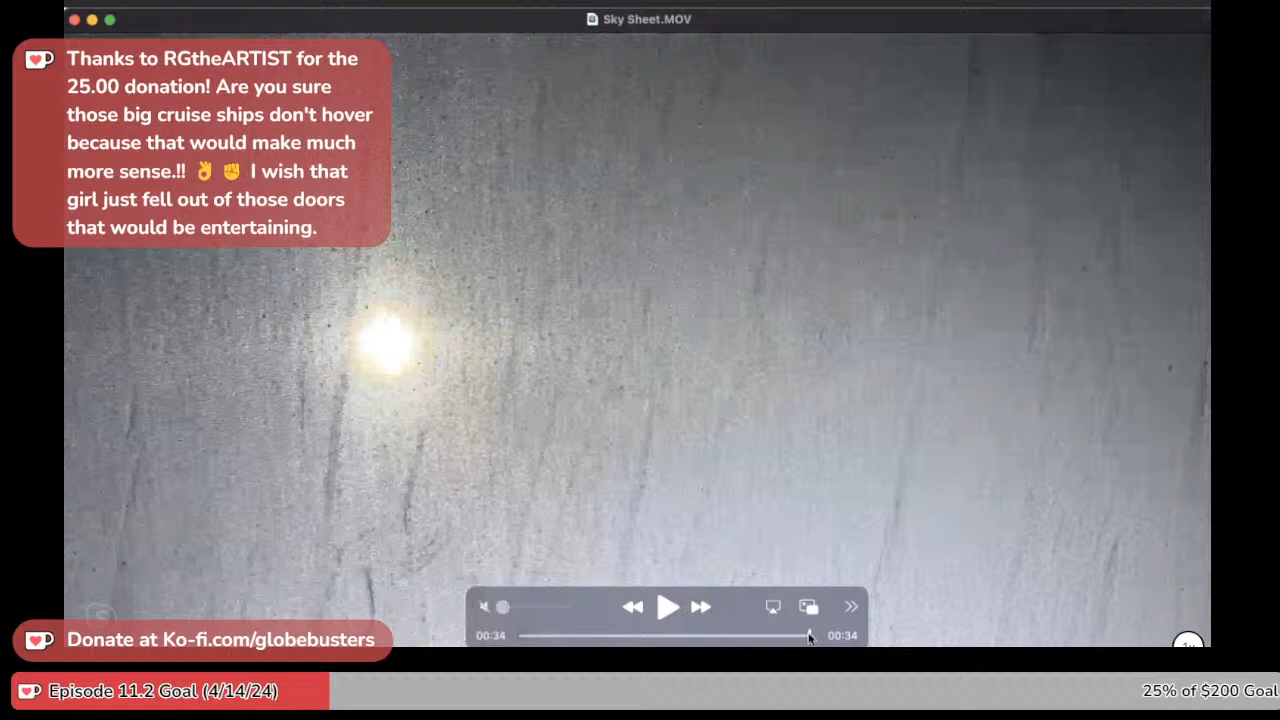 Sky Sheet.MOV
Thanks to RGtheARTIST for the
25.00 donation! Are you sure
those big cruise ships don't hover
because that would make much
more sense.!! 👌 ✊ I wish that
girl just fell out of those doors
that would be entertaining.
00:34
00:34
Donate at Ko-fi.com/globebusters
Episode 11.2 Goal (4/14/24)
25% of $200 Goal